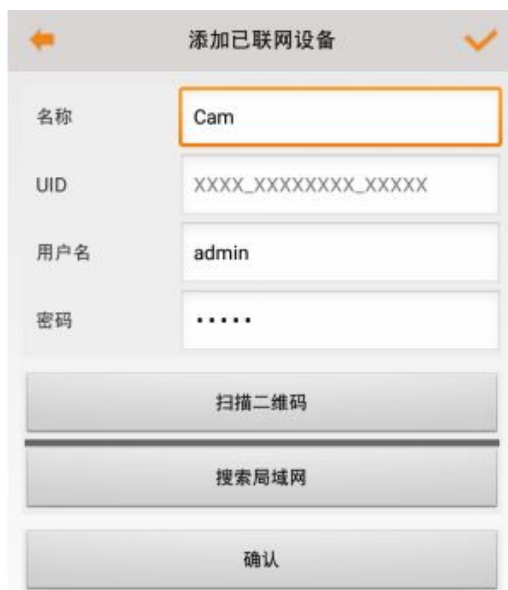 添加已联网设备
名称 Cam
UID XXXX_XXXXXXXX_XXXXX
用户名 admin
密码 •••••
扫描二维码
搜索局域网
确认